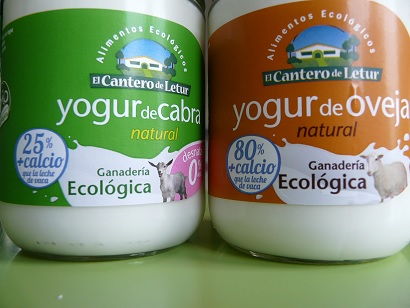 Alimentos Ecológicos
El Cantero de Letur
yogur de cabra
natural
25%
+calcio
que la leche
de vaca
Ganadería
Ecológica
Alimentos Ecológicos
El Cantero de Letur
yogur de oveja
natural
80%
+calcio
que la leche
de vaca
Ganadería
Ecológica